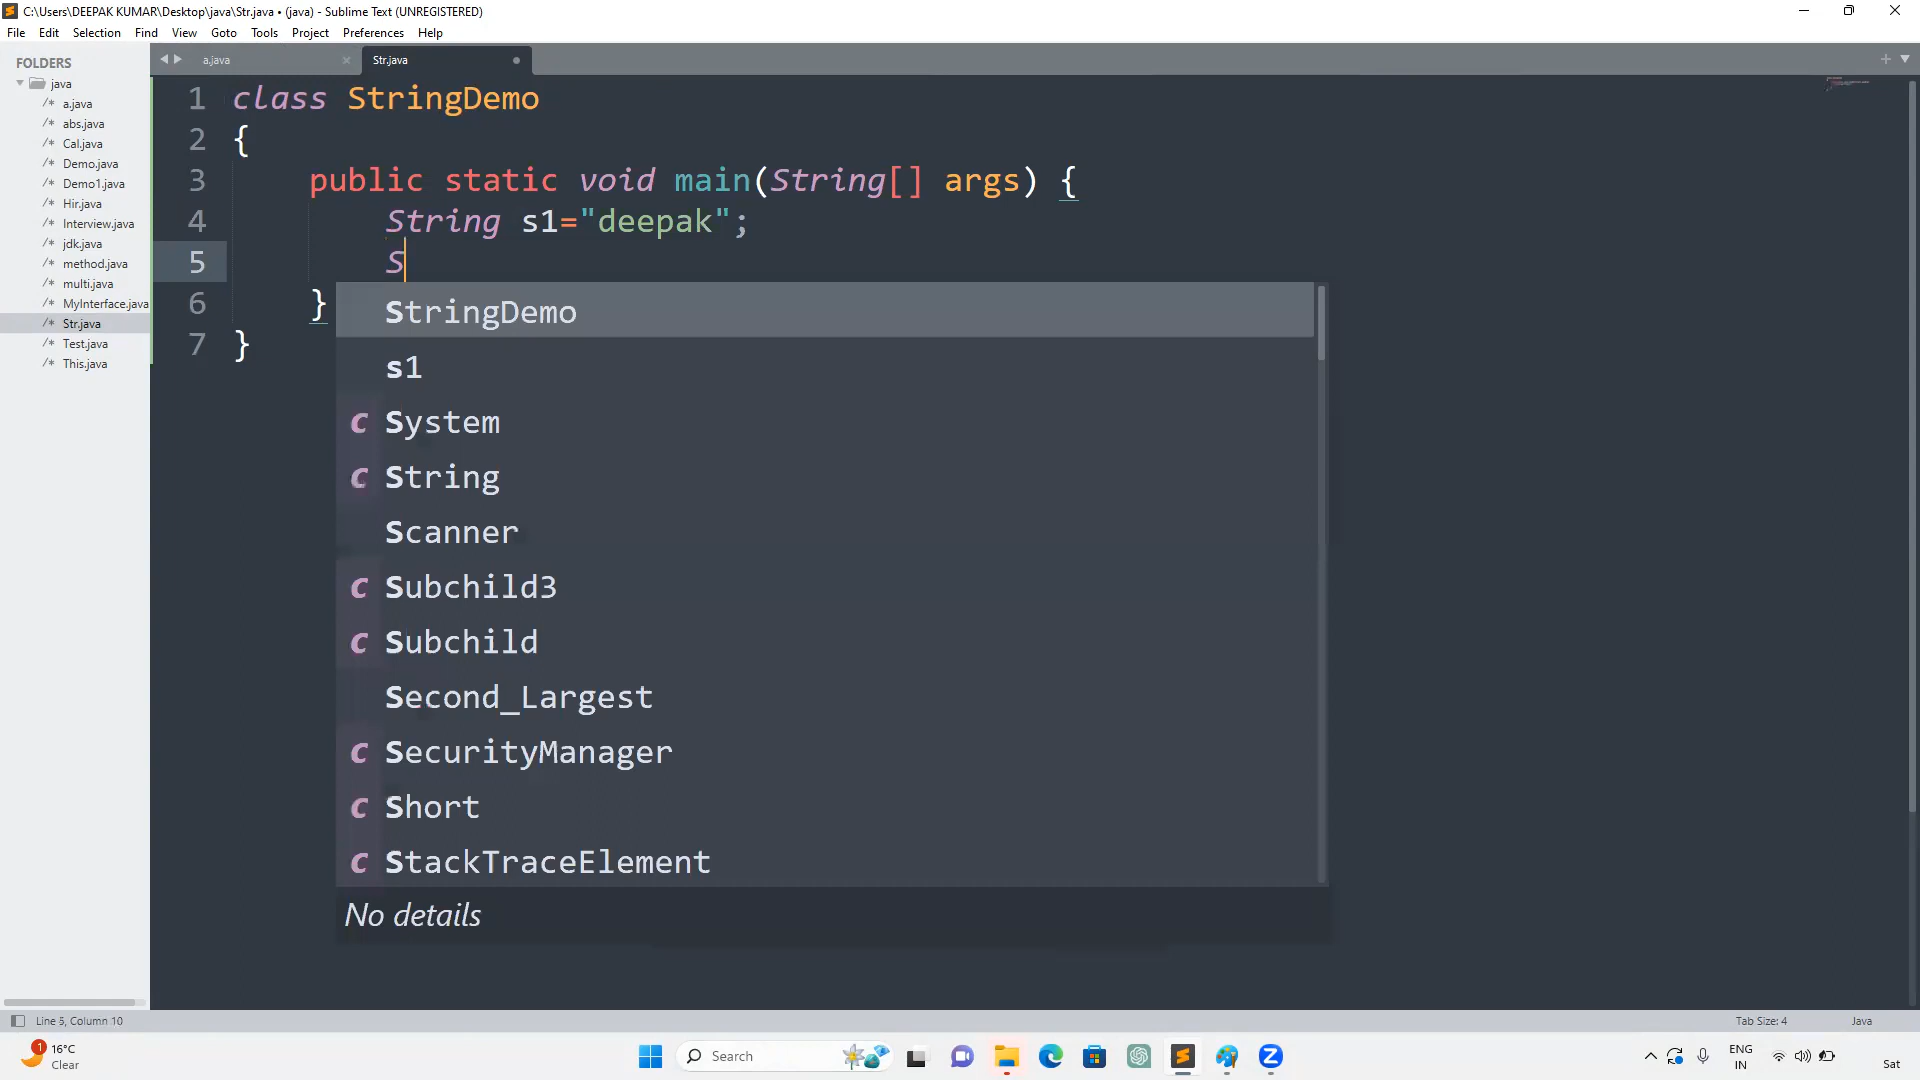 C:\Users\DEEPAK KUMAR\Desktop\java\Str.java • (java) - Sublime Text (UNREGISTERED)
File Edit Selection Find View Goto Tools Project Preferences Help
FOLDERS
java
/* a.java
/* abs.java
/* Cal.java
/* Demo.java
/* Demo1.java
/* Hir.java
/* Interview.java
/* jdk.java
/* method.java
/* multi.java
/* MyInterface.java
/* Str.java
/* Test.java
/* This.java
a.java
Str.java
1 class StringDemo
2 {
3 public static void main(String[] args) {
4 String s1="deepak";
5 S
6 }
7 }
StringDemo
s1
c System
c String
Scanner
c Subchild3
c Subchild
Second_Largest
c SecurityManager
c Short
c StackTraceElement
No details
Line 5, Column 10
Tab Size: 4
Java
1
16°C
Clear
Search
ENG
IN
Sat